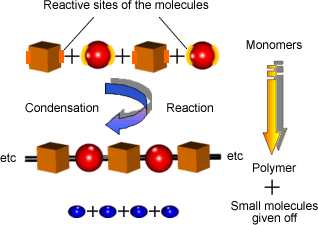 Reactive sites of the molecules
+ + +
Monomers
Condensation Reaction
etc etc
Polymer
+
Small molecules
given off
+ + +